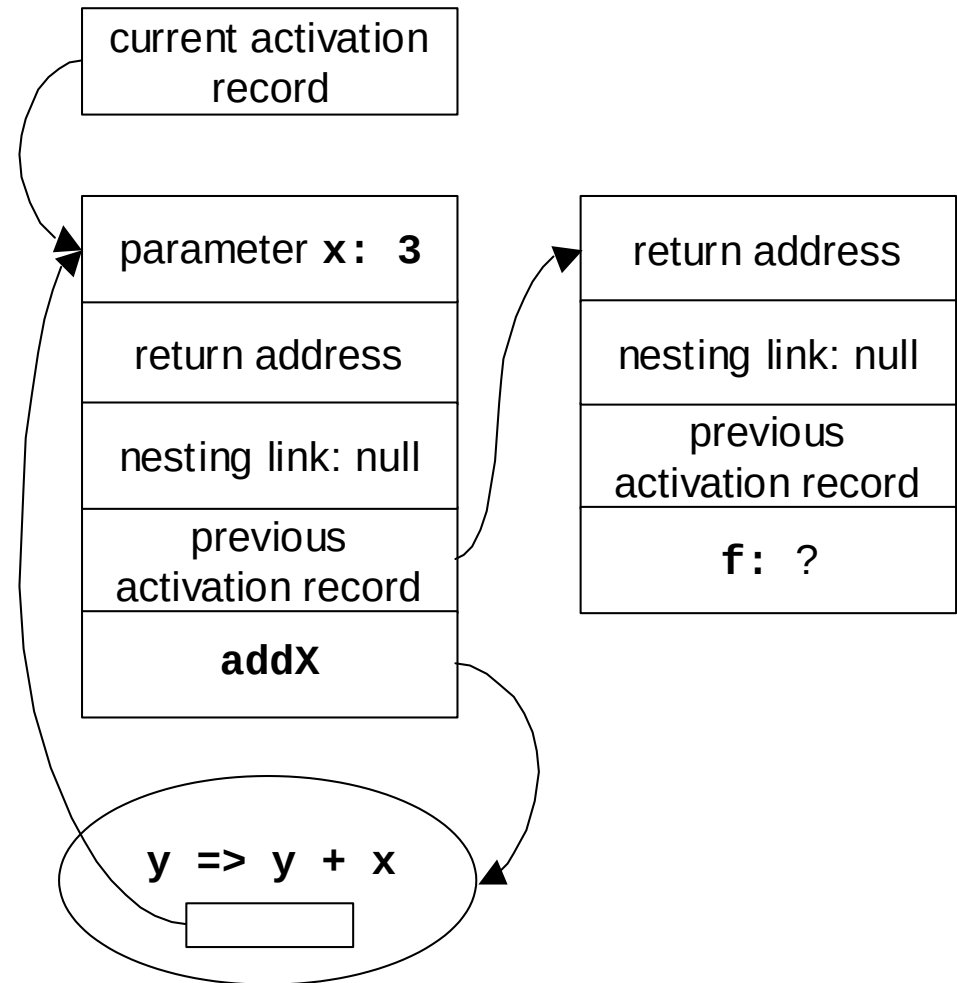 current activation
record
parameter x: 3
return address
nesting link: null
previous
activation record
addX
return address
nesting link: null
previous
activation record
f: ?
y => y + x